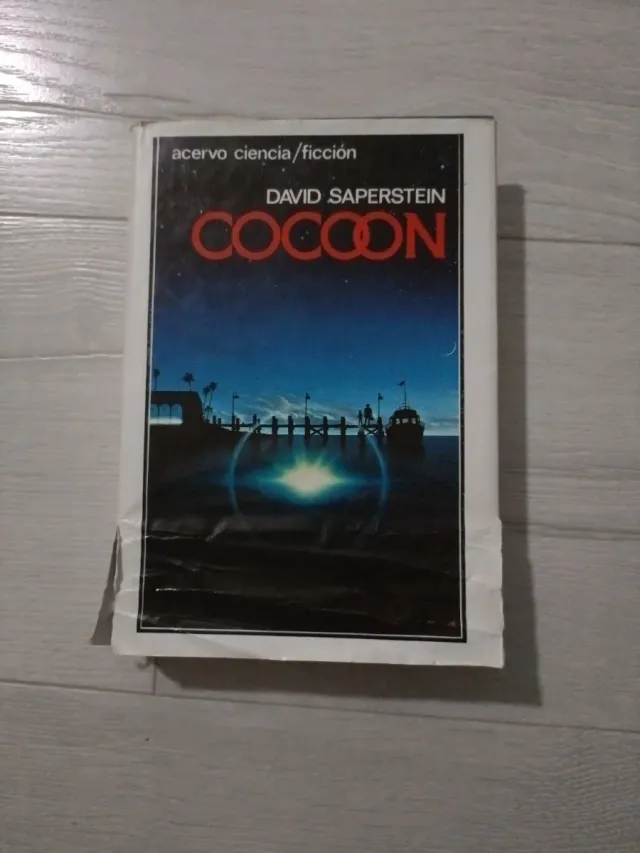 acervo ciencia/ficción
DAVID SAPERSTEIN
COCOON